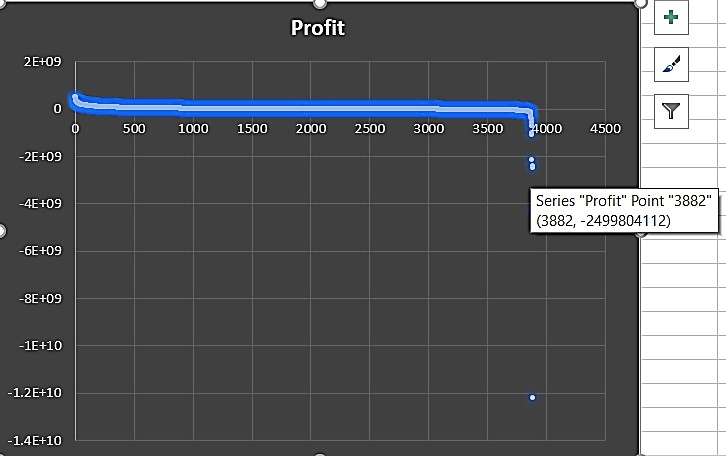 Profit
2E+09
0
0 500 1000 1500 2000 2500 3000 3500 4000 4500
-2E+09
Series "Profit" Point "3882"
-4E+09
(3882, -2499804112)
-6E+09
-8E+09
-1E+10
-1.2E+10
-1.4E+10